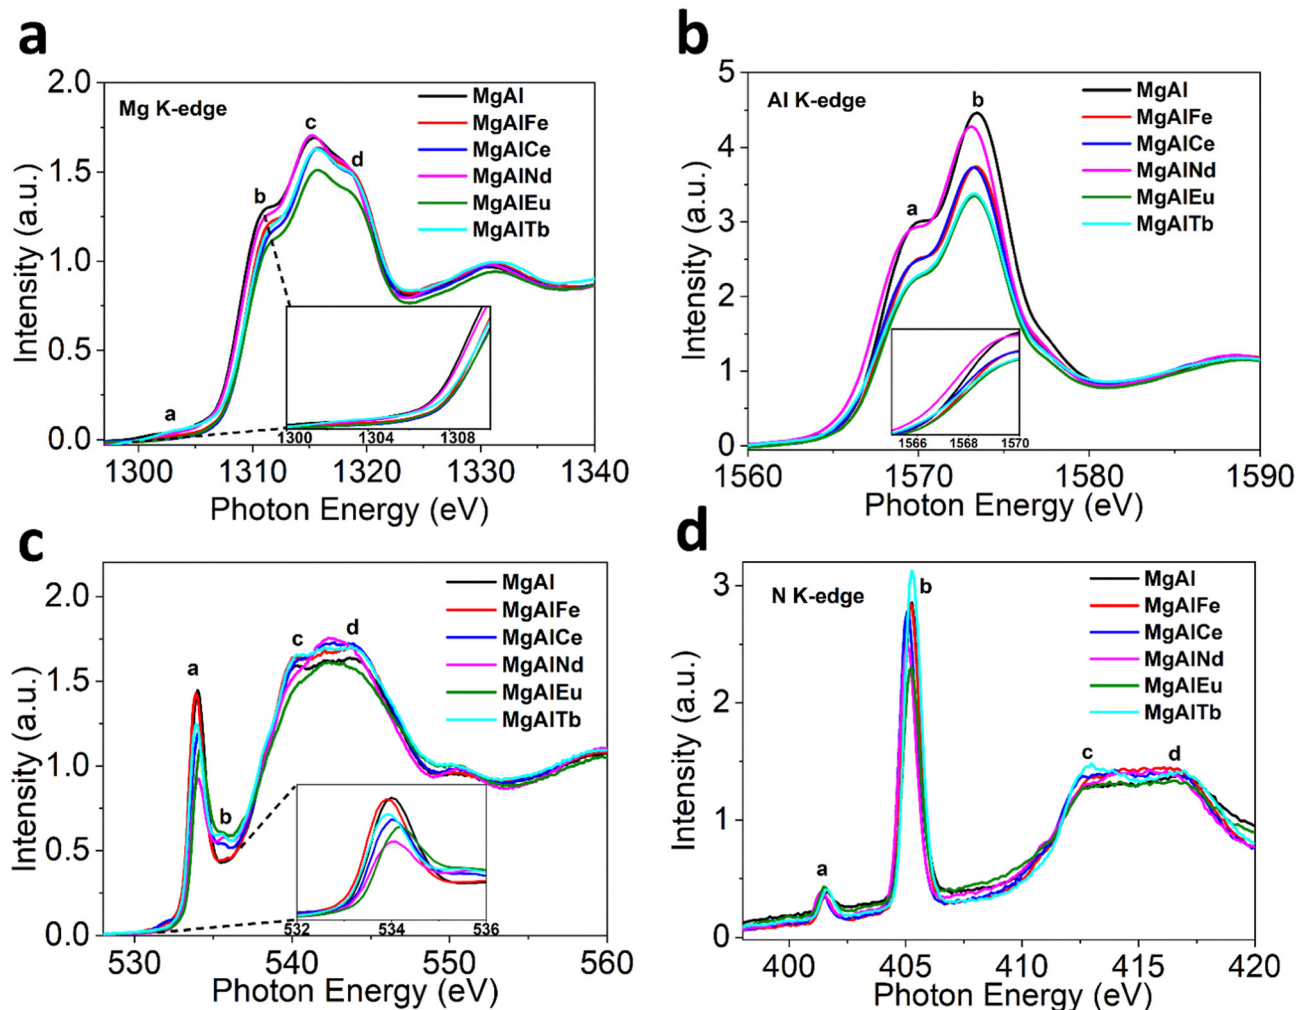 a
Mg K-edge
MgAl
MgAlFe
MgAlCe
MgAlNd
MgAlEu
MgAlTb
a
b
c
d
2.0
1.5
1.0
0.5
0.0
Intensity (a.u.)
1300 1304 1308
1300 1310 1320 1330 1340
Photon Energy (eV)
b
Al K-edge
MgAl
MgAlFe
MgAlCe
MgAlNd
MgAlEu
MgAlTb
a
b
5
4
3
2
1
0
Intensity (a.u.)
1566 1568 1570
1560 1570 1580 1590
Photon Energy (eV)
c
MgAl
MgAlFe
MgAlCe
MgAlNd
MgAlEu
MgAlTb
a
b
c
d
2.0
1.5
1.0
0.5
0.0
Intensity (a.u.)
532 534 536
530 540 550 560
Photon Energy (eV)
d
N K-edge
MgAl
MgAlFe
MgAlCe
MgAlNd
MgAlEu
MgAlTb
a
b
c
d
3
2
1
0
Intensity (a.u.)
400 405 410 415 420
Photon Energy (eV)